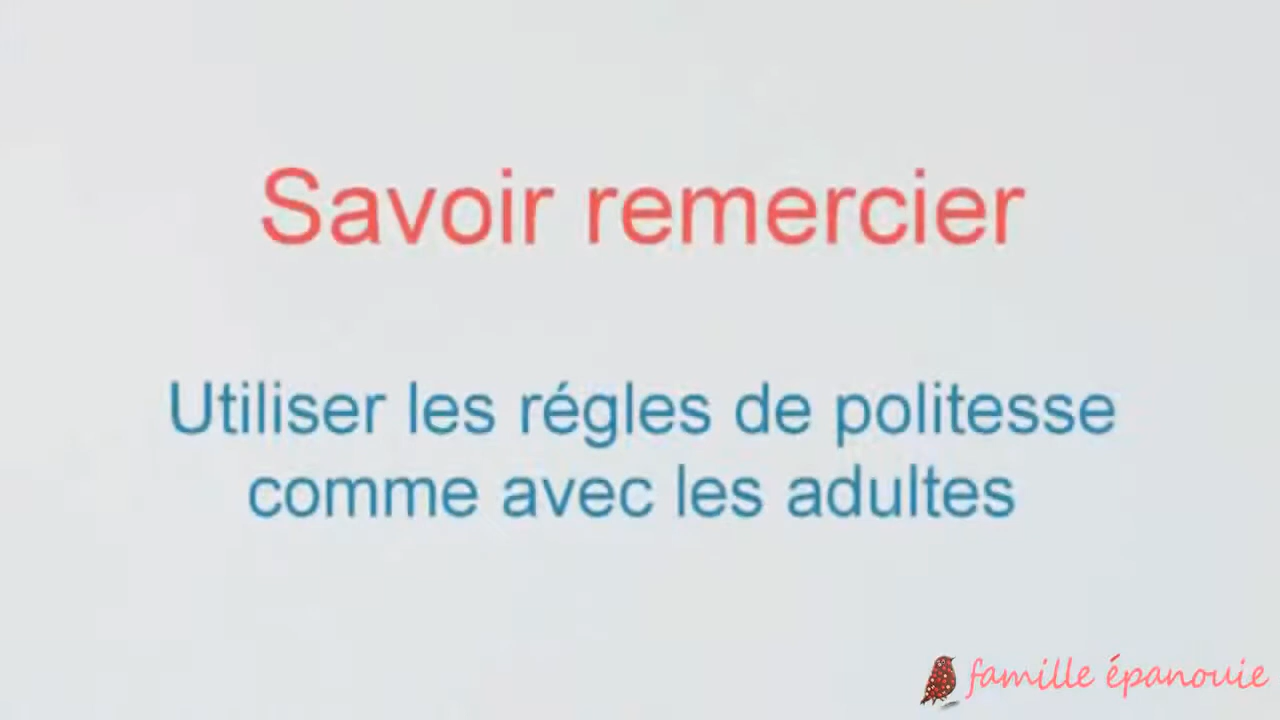 Savoir remercier
Utiliser les régles de politesse
comme avec les adultes
famille épanouie